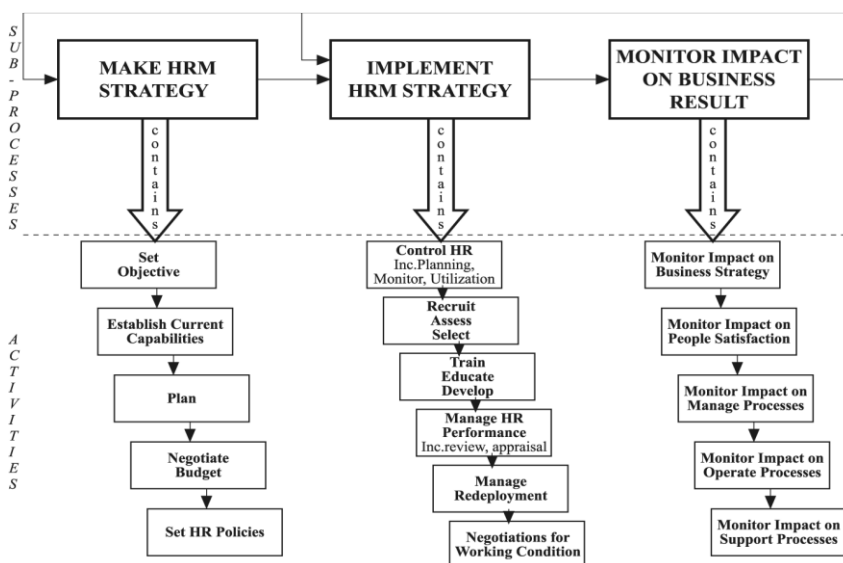 SUB-PROCESSES
MAKE HRM
STRATEGY
IMPLEMENT
HRM STRATEGY
MONITOR IMPACT
ON BUSINESS
RESULT
contains
contains
contains
ACTIVITIES
Set
Objective
Establish Current
Capabilities
Plan
Negotiate
Budget
Set HR Policies
Control HR
Inc.Planning,
Monitor, Utilization
Recruit
Assess
Select
Train
Educate
Develop
Manage HR
Performance
Inc.review, appraisal
Manage
Redeployment
Negotiations for
Working Condition
Monitor Impact on
Business Strategy
Monitor Impact on
People Satisfaction
Monitor Impact on
Manage Processes
Monitor Impact on
Operate Processes
Monitor Impact on
Support Processes